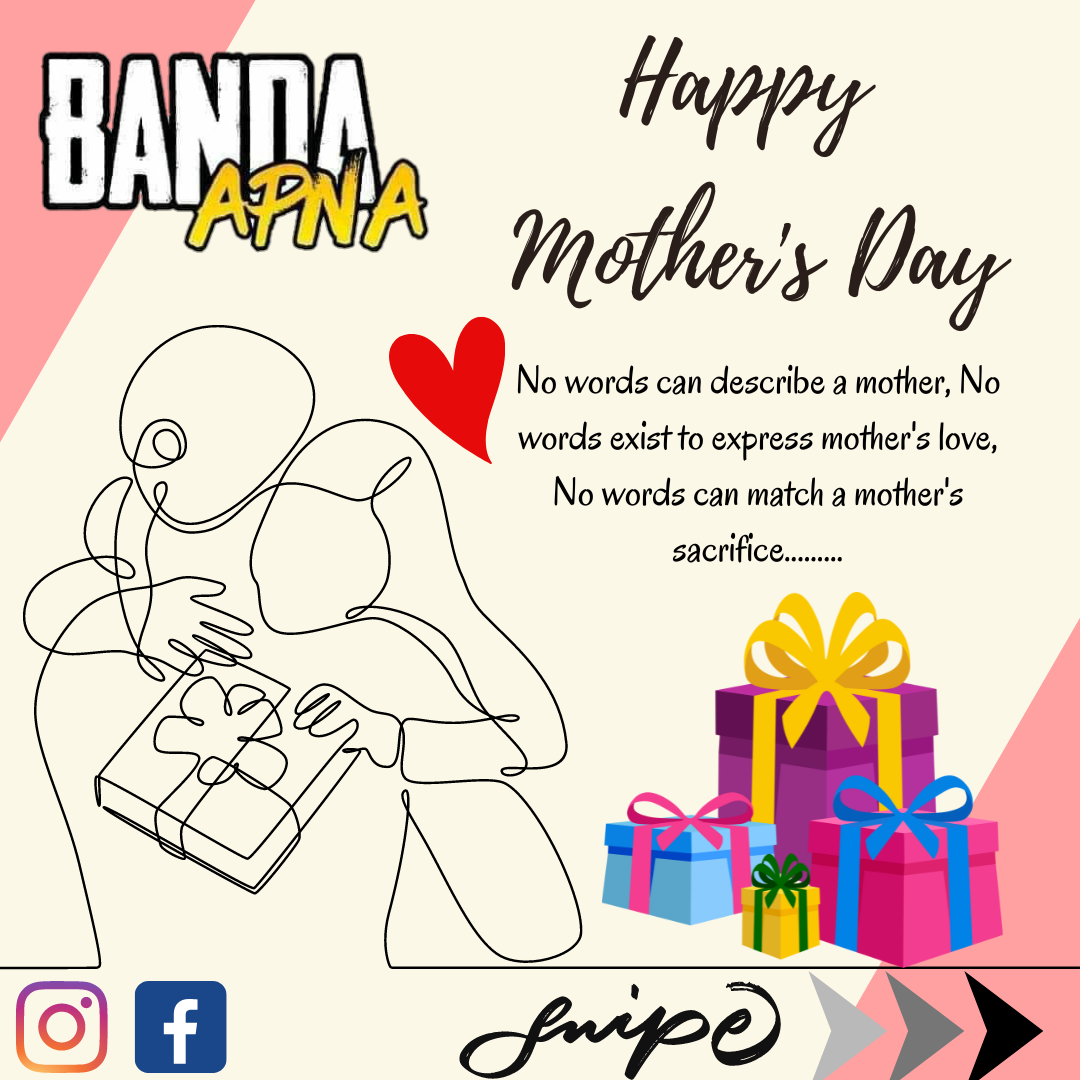 BANDA
APNA
Happy
Mother's Day
No words can describe a mother, No
words exist to express mother's love,
No words can match a mother's
sacrifice.........
swipe